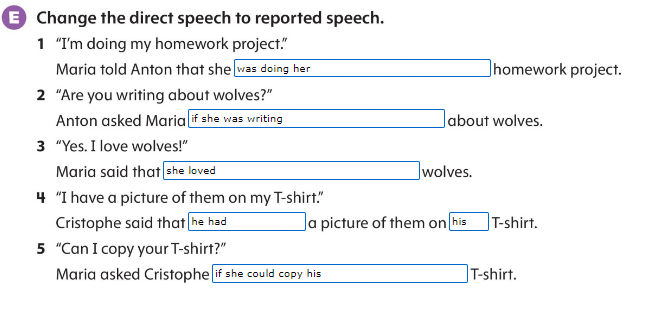 E Change the direct speech to reported speech.
1 "I'm doing my homework project."
Maria told Anton that she was doing her homework project.
2 "Are you writing about wolves?"
Anton asked Maria if she was writing about wolves.
3 "Yes. I love wolves!"
Maria said that she loved wolves.
4 "I have a picture of them on my T-shirt."
Cristophe said that he had a picture of them on his T-shirt.
5 "Can I copy your T-shirt?"
Maria asked Cristophe if she could copy his T-shirt.